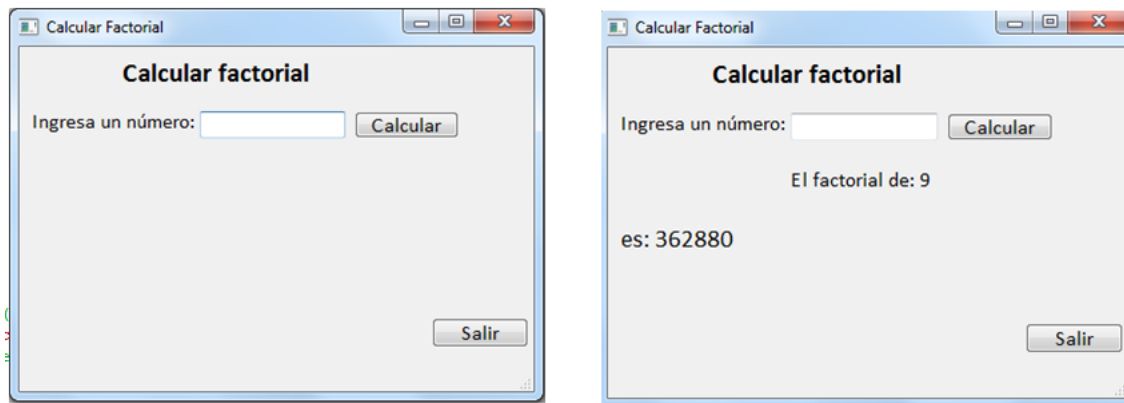 Calcular Factorial
Calcular factorial
Ingresa un número:
Calcular
Salir
Calcular Factorial
Calcular factorial
Ingresa un número:
Calcular
El factorial de: 9
es: 362880
Salir